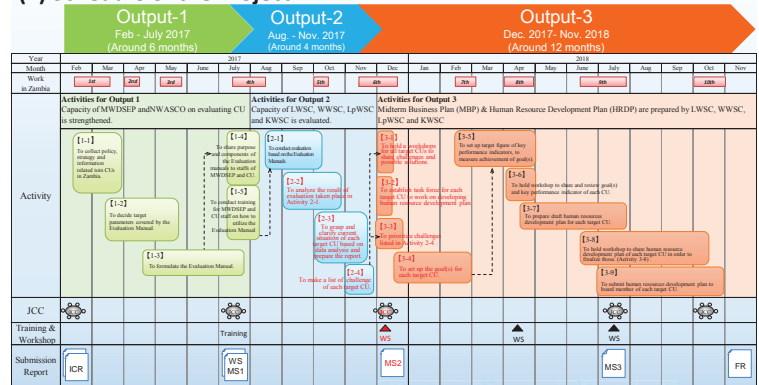 Output-1
Feb - July 2017
(Around 6 months)
Output-2
Aug. - Nov. 2017
(Around 4 months)
Output-3
Dec. 2017- Nov. 2018
(Around 12 months)
Year 2017 2018
Month Feb Mar Apr May June July Aug Sep Oct Nov Dec Jan Feb Mar Apr May June July Aug Sep Oct Nov
Work
in Zambia
1st 2nd 3rd 4th 5th 6th 7th 8th 9th 10th
Activity
Activities for Output 1
Capacity of MWDSEP andNWASCO on evaluating CU
is strengthened.
Activities for Output 2
Capacity of LWSC, WWSC, LpWSC
and KWSC is evaluated.
Activities for Output 3
Midterm Business Plan (MBP) & Human Resource Development Plan (HRDP) are prepared by LWSC, WWSC,
LpWSC and KWSC
【1-1】
To collect policy,
strategy and
information
related toin CUs
in Zambia.
【1-2】
To decide target
parameters covered by the
Evaluation Manual.
【1-3】
To formulate the Evaluation Manual.
【1-4】
To share purpose
and components of
the Evaluation
manuals to staffs of
MWDSEP and CU.
【1-5】
To conduct training
for MWDSEP and
CU staff on how to
utilize the
Evaluation Manual
【2-1】
To conduct evaluation
based on the Evaluation
Manuals.
【2-2】
To analyze the result of
evaluation taken place in
Activity 2-1.
【2-3】
To grasp and
clarify current
situation of each
target CU based on
data analysis and
prepare the report.
【2-4】
To make a list of challenge
of each target CU.
【3-1】
To hold a workshops
for all target CUs to
share challenges and
possible solutions.
【3-2】
To establish task force for each
target CU to work on developing
human resource development plan.
【3-3】
To prioritize challenges
listed in Activity 2-4.
【3-4】
To set up the goal(s) for
each target CU.
【3-5】
To set up target figure of key
performance indicators, to
measure achievement of goal(s).
【3-6】
To hold workshop to share and review goal(s)
and key performance indicator of each CU.
【3-7】
To prepare draft human resources
development plan for each target CU.
【3-8】
To hold workshop to share human resource
development plan of each target CU in order to
finalize those. (Activity 3-8)
【3-9】
To submit human resources development plan to
board member of each target CU.
JCC
JCC JCC JCC JCC JCC
Training &
Workshop
Training WS WS WS
Submission
Report
ICR
WS
MS1
MS2
MS3
FR